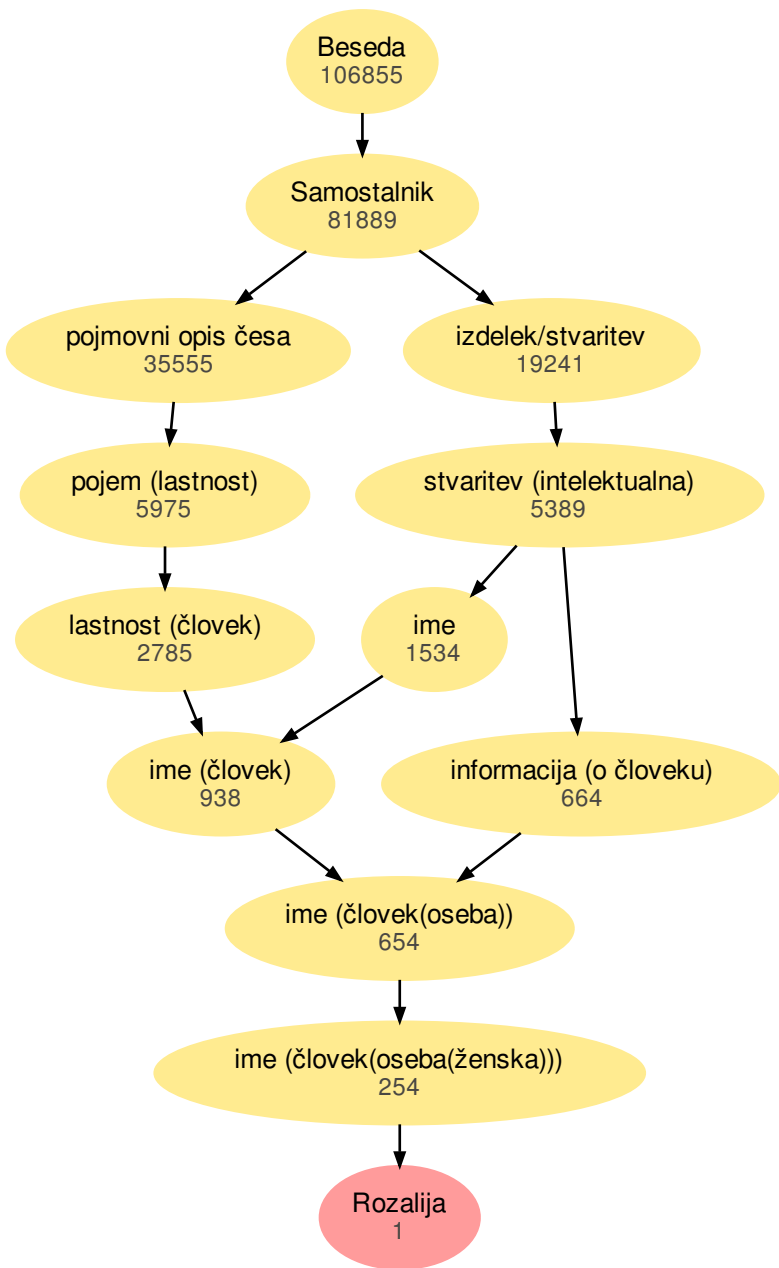 Beseda
106855
Samostalnik
81889
pojmovni opis česa
35555
izdelek/stvaritev
19241
pojem (lastnost)
5975
stvaritev (intelektualna)
5389
lastnost (človek)
2785
ime
1534
ime (človek)
938
informacija (o človeku)
664
ime (človek(oseba))
654
ime (človek(oseba(ženska)))
254
Rozalija
1